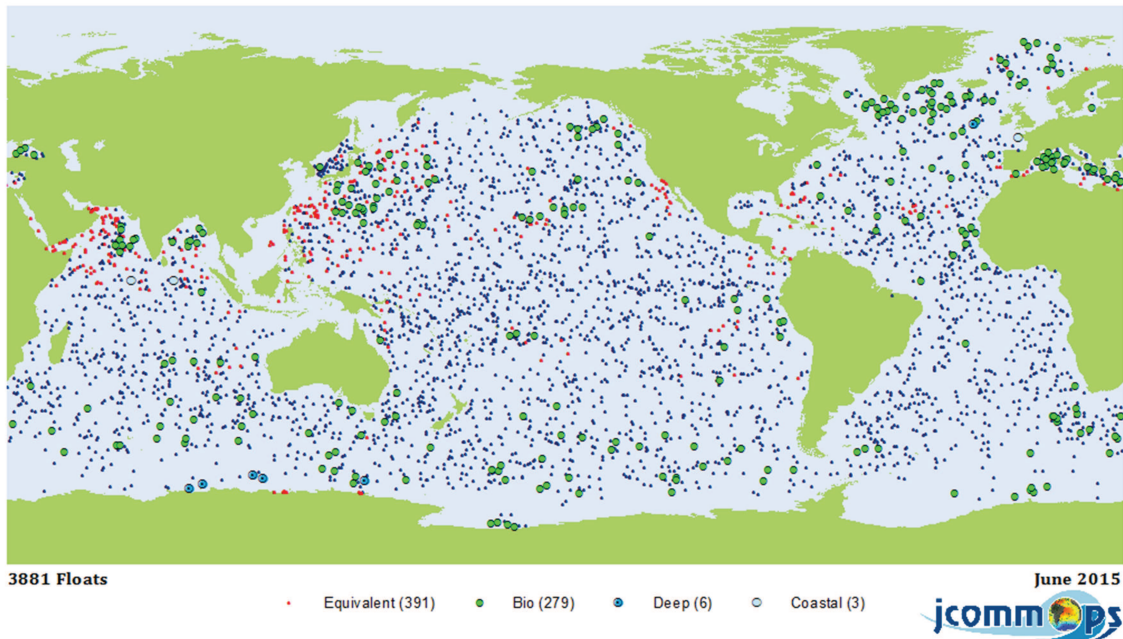 3881 Floats
June 2015
Equivalent (391)
Bio (279)
Deep (6)
Coastal (3)
jcommops